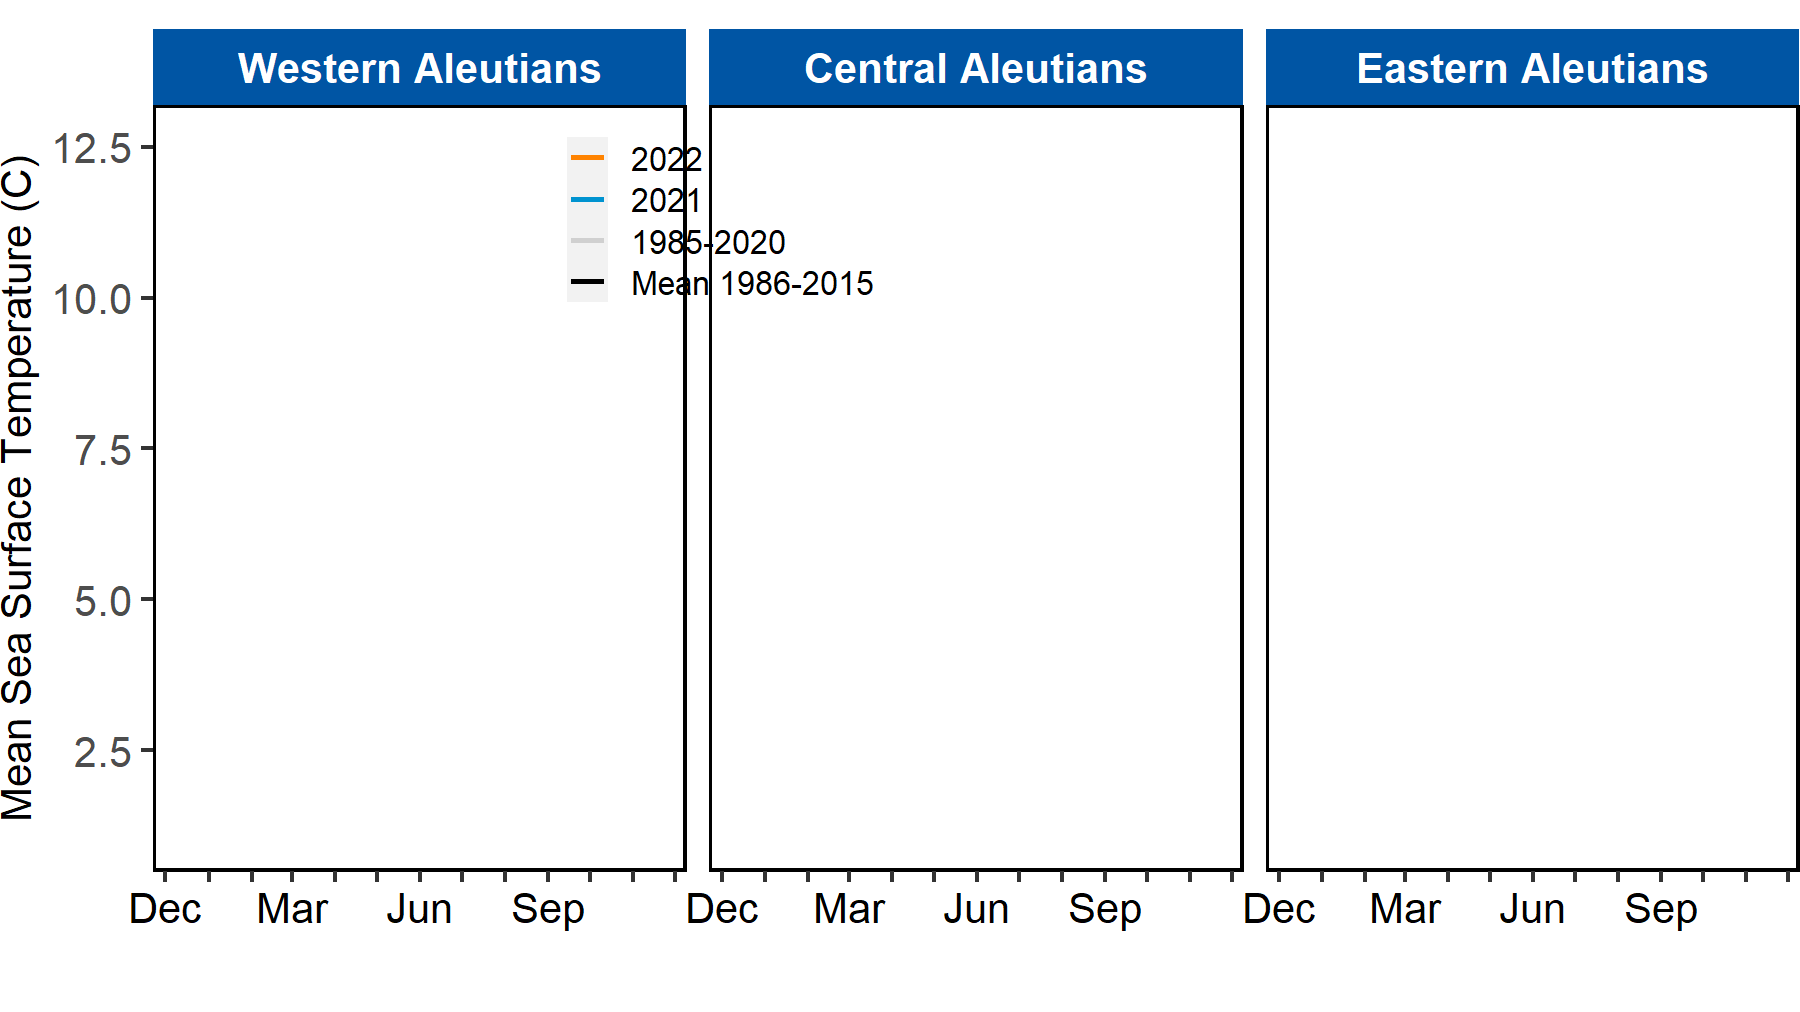 Western Aleutians
Central Aleutians
Eastern Aleutians
Mean Sea Surface Temperature (C)
12.5
10.0
7.5
5.0
2.5
2022
2021
1985-2020
Mean 1986-2015
Dec Mar Jun Sep
Dec Mar Jun Sep
Dec Mar Jun Sep